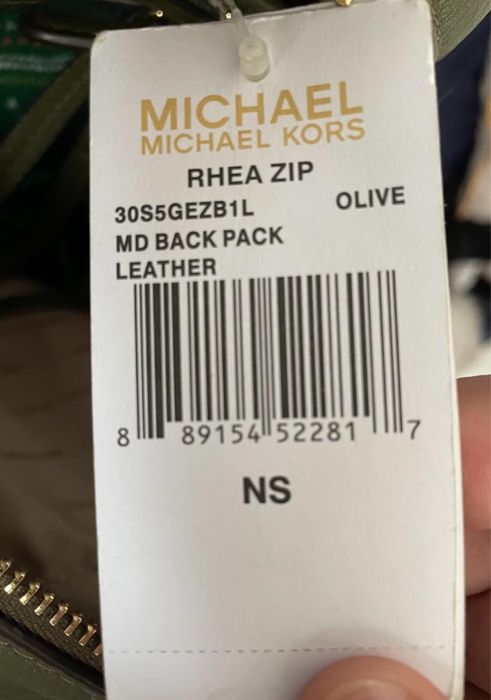 MICHAEL
MICHAEL KORS
RHEA ZIP
30S5GEZB1L OLIVE
MD BACK PACK
LEATHER
8 89154 52281 7
NS